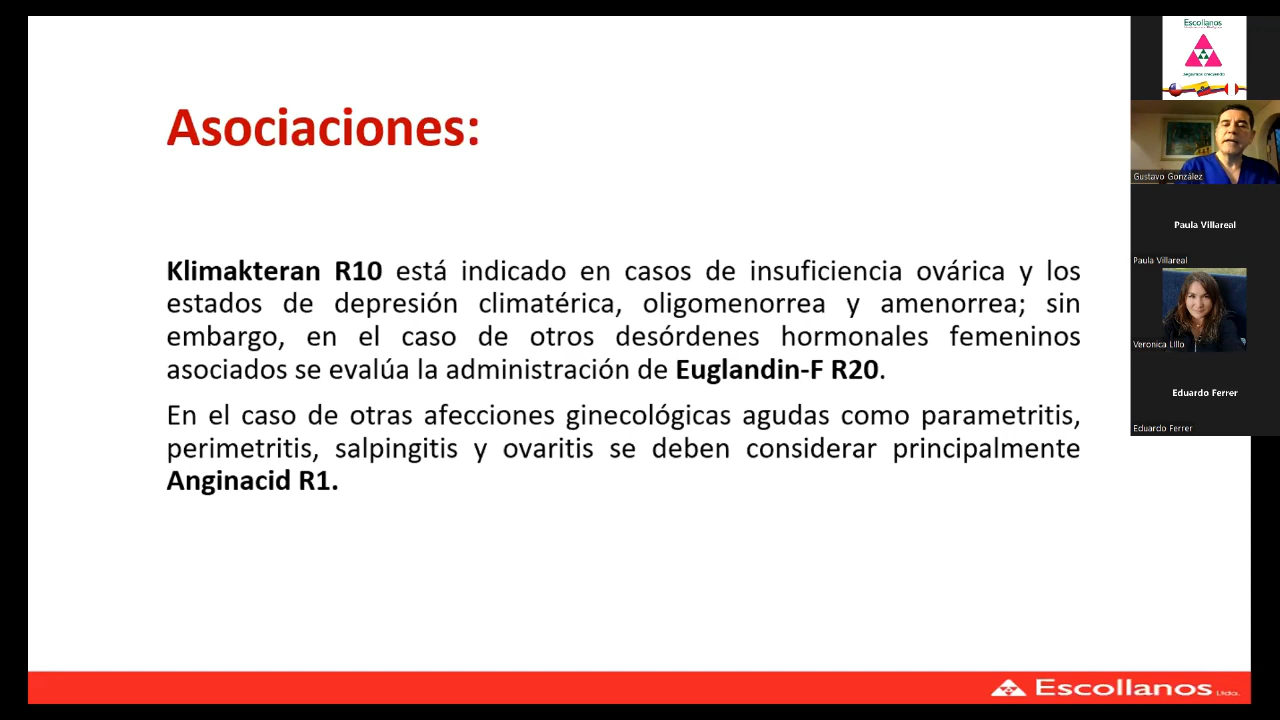 Asociaciones:
Klimakteran R10 está indicado en casos de insuficiencia ovárica y los
estados de depresión climatérica, oligomenorrea y amenorrea; sin
embargo, en el caso de otros desórdenes hormonales femeninos
asociados se evalúa la administración de Euglandin-F R20.
En el caso de otras afecciones ginecológicas agudas como parametritis,
perimetritis, salpingitis y ovaritis se deben considerar principalmente
Anginacid R1.
Escollanos Ltda.
Escollanos
Gustavo González
Paula Villareal
Paula Villareal
Veronica LIllo
Eduardo Ferrer
Eduardo Ferrer